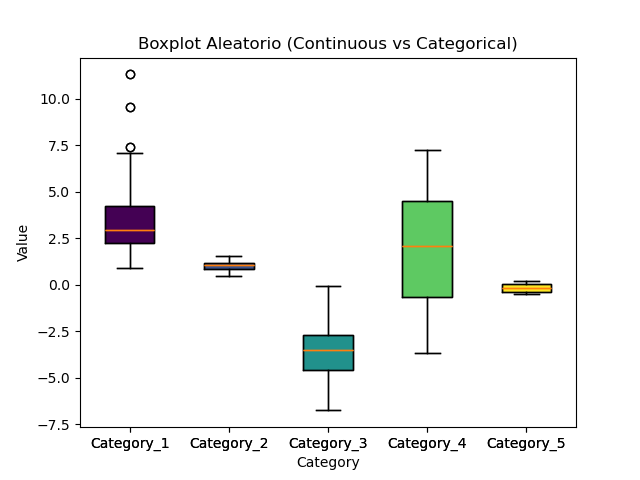 Boxplot Aleatorio (Continuous vs Categorical)
10.0
7.5
5.0
2.5
0.0
−2.5
−5.0
−7.5
Value
Category_1 Category_2 Category_3 Category_4 Category_5
Category